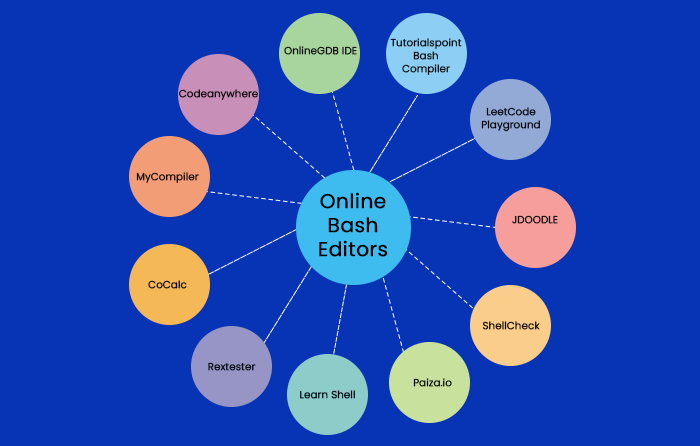 OnlineGDB IDE
Tutorialspoint
Bash
Compiler
Codeanywhere
LeetCode
Playground
MyCompiler
Online
Bash
Editors
JDOODLE
CoCalc
ShellCheck
Rextester
Learn Shell
Paiza.io